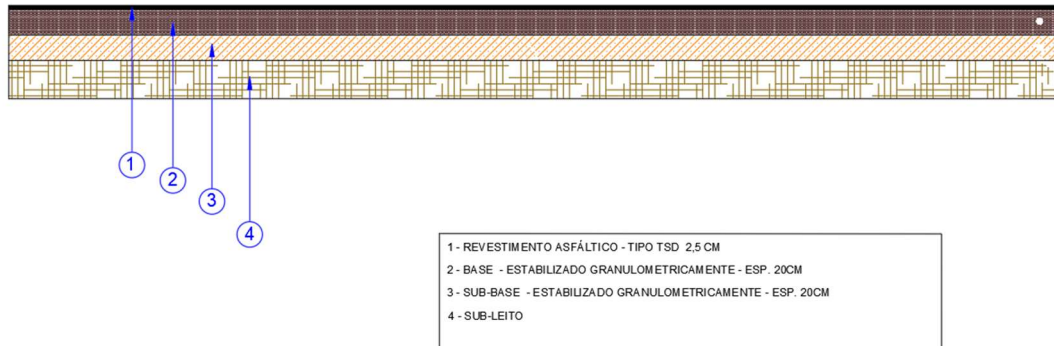 1
2
3
4
1 - REVESTIMENTO ASFÁLTICO - TIPO TSD 2,5 CM
2 - BASE - ESTABILIZADO GRANULOMETRICAMENTE - ESP. 20CM
3 - SUB-BASE - ESTABILIZADO GRANULOMETRICAMENTE - ESP. 20CM
4 - SUB-LEITO